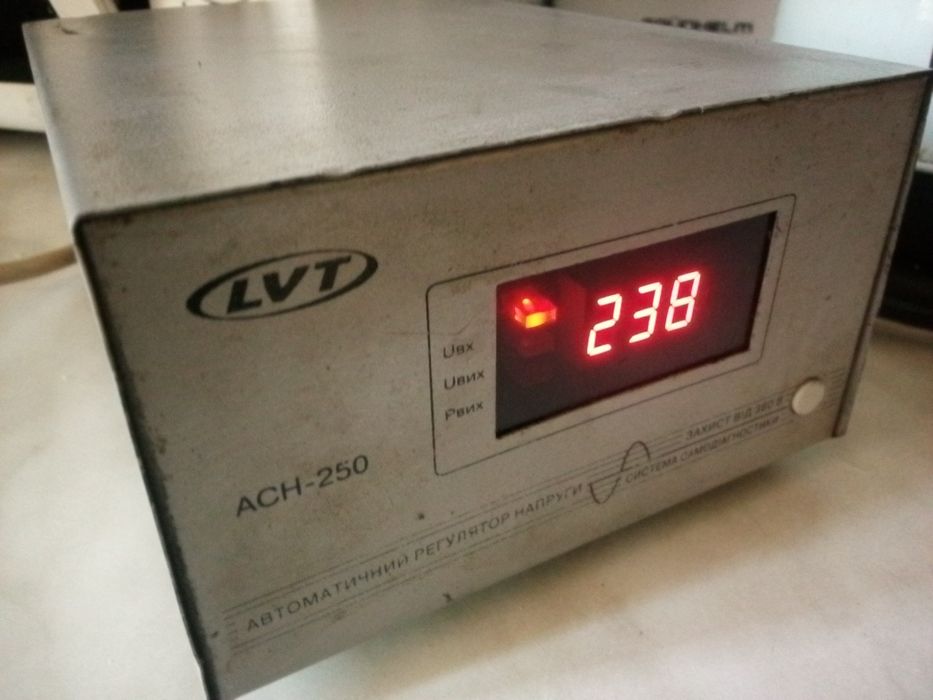 LVT
238
Uвх
Uвих
Pвих
АСН-250
ЗАХИСТ ВІД 380 В
АВТОМАТИЧНИЙ РЕГУЛЯТОР НАПРУГИ
СИСТЕМА САМОДІАГНОСТИКИ